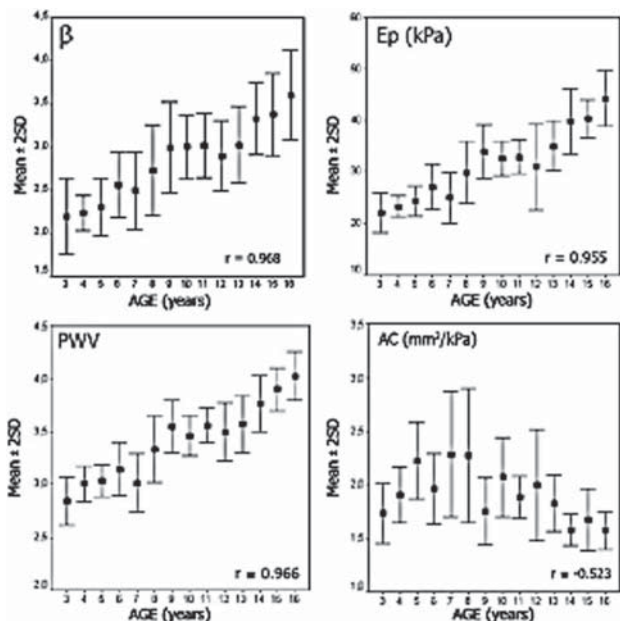 β
Mean ± 2SD
4,5
4,0
3,5
3,0
2,5
2,0
1,5
r = 0.968
3 4 5 6 7 8 9 10 11 12 13 14 15 16
AGE (years)
Ep (kPa)
Mean ± 2SD
60
50
40
30
20
10
r = 0.955
3 4 5 6 7 8 9 10 11 12 13 14 15 16
AGE (years)
PWV
Mean ± 2SD
4,5
4,0
3,5
3,0
2,5
2,0
r = 0.966
3 4 5 6 7 8 9 10 11 12 13 14 15 16
AGE (years)
AC (mm²/kPa)
Mean ± 2SD
3,0
2,5
2,0
1,5
1,0
r = -0.523
3 4 5 6 7 8 9 10 11 12 13 14 15 16
AGE (years)